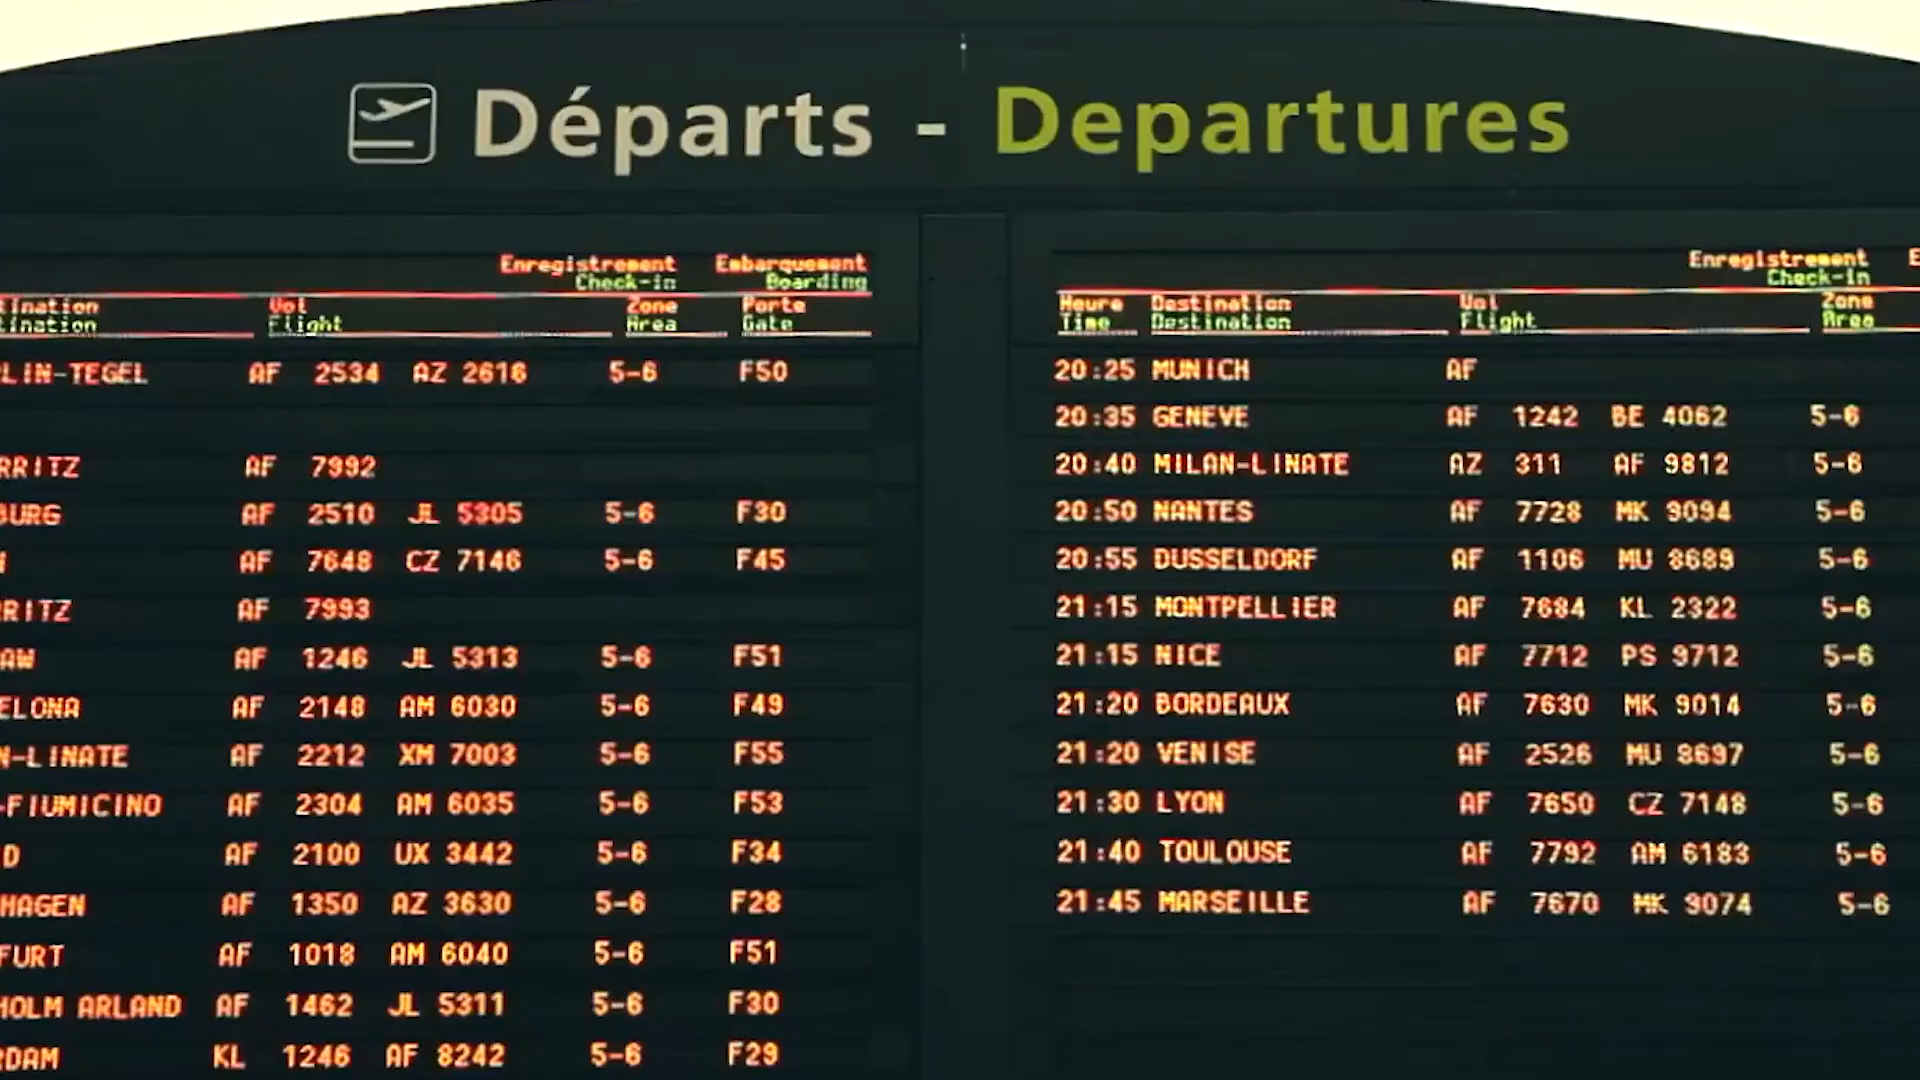 Départs - Departures
Enregistrement Embarquement
Check-in Boarding
tination Vol Zone Porte
tination Flight Area Gate
LIN-TEGEL AF 2534 AZ 2616 5-6 F50
RRITZ AF 7992
BURG AF 2510 JL 5305 5-6 F30
AF 7648 CZ 7146 5-6 F45
RRITZ AF 7993
AW AF 1246 JL 5313 5-6 F51
ELONA AF 2148 AM 6030 5-6 F49
N-LINATE AF 2212 XM 7003 5-6 F55
-FIUMICINO AF 2304 AM 6035 5-6 F53
D AF 2100 UX 3442 5-6 F34
HAGEN AF 1350 AZ 3630 5-6 F28
FURT AF 1018 AM 6040 5-6 F51
HOLM ARLAND AF 1462 JL 5311 5-6 F30
RDAM KL 1246 AF 8242 5-6 F29
Enregistrement E
Check-in
Heure Destination Vol Zone
Time Destination Flight Area
20:25 MUNICH AF
20:35 GENEVE AF 1242 BE 4062 5-6
20:40 MILAN-LINATE AZ 311 AF 9812 5-6
20:50 NANTES AF 7728 MK 9094 5-6
20:55 DUSSELDORF AF 1106 MU 8689 5-6
21:15 MONTPELLIER AF 7684 KL 2322 5-6
21:15 NICE AF 7712 PS 9712 5-6
21:20 BORDEAUX AF 7630 MK 9014 5-6
21:20 VENISE AF 2526 MU 8697 5-6
21:30 LYON AF 7650 CZ 7148 5-6
21:40 TOULOUSE AF 7792 AM 6183 5-6
21:45 MARSEILLE AF 7670 MK 9074 5-6